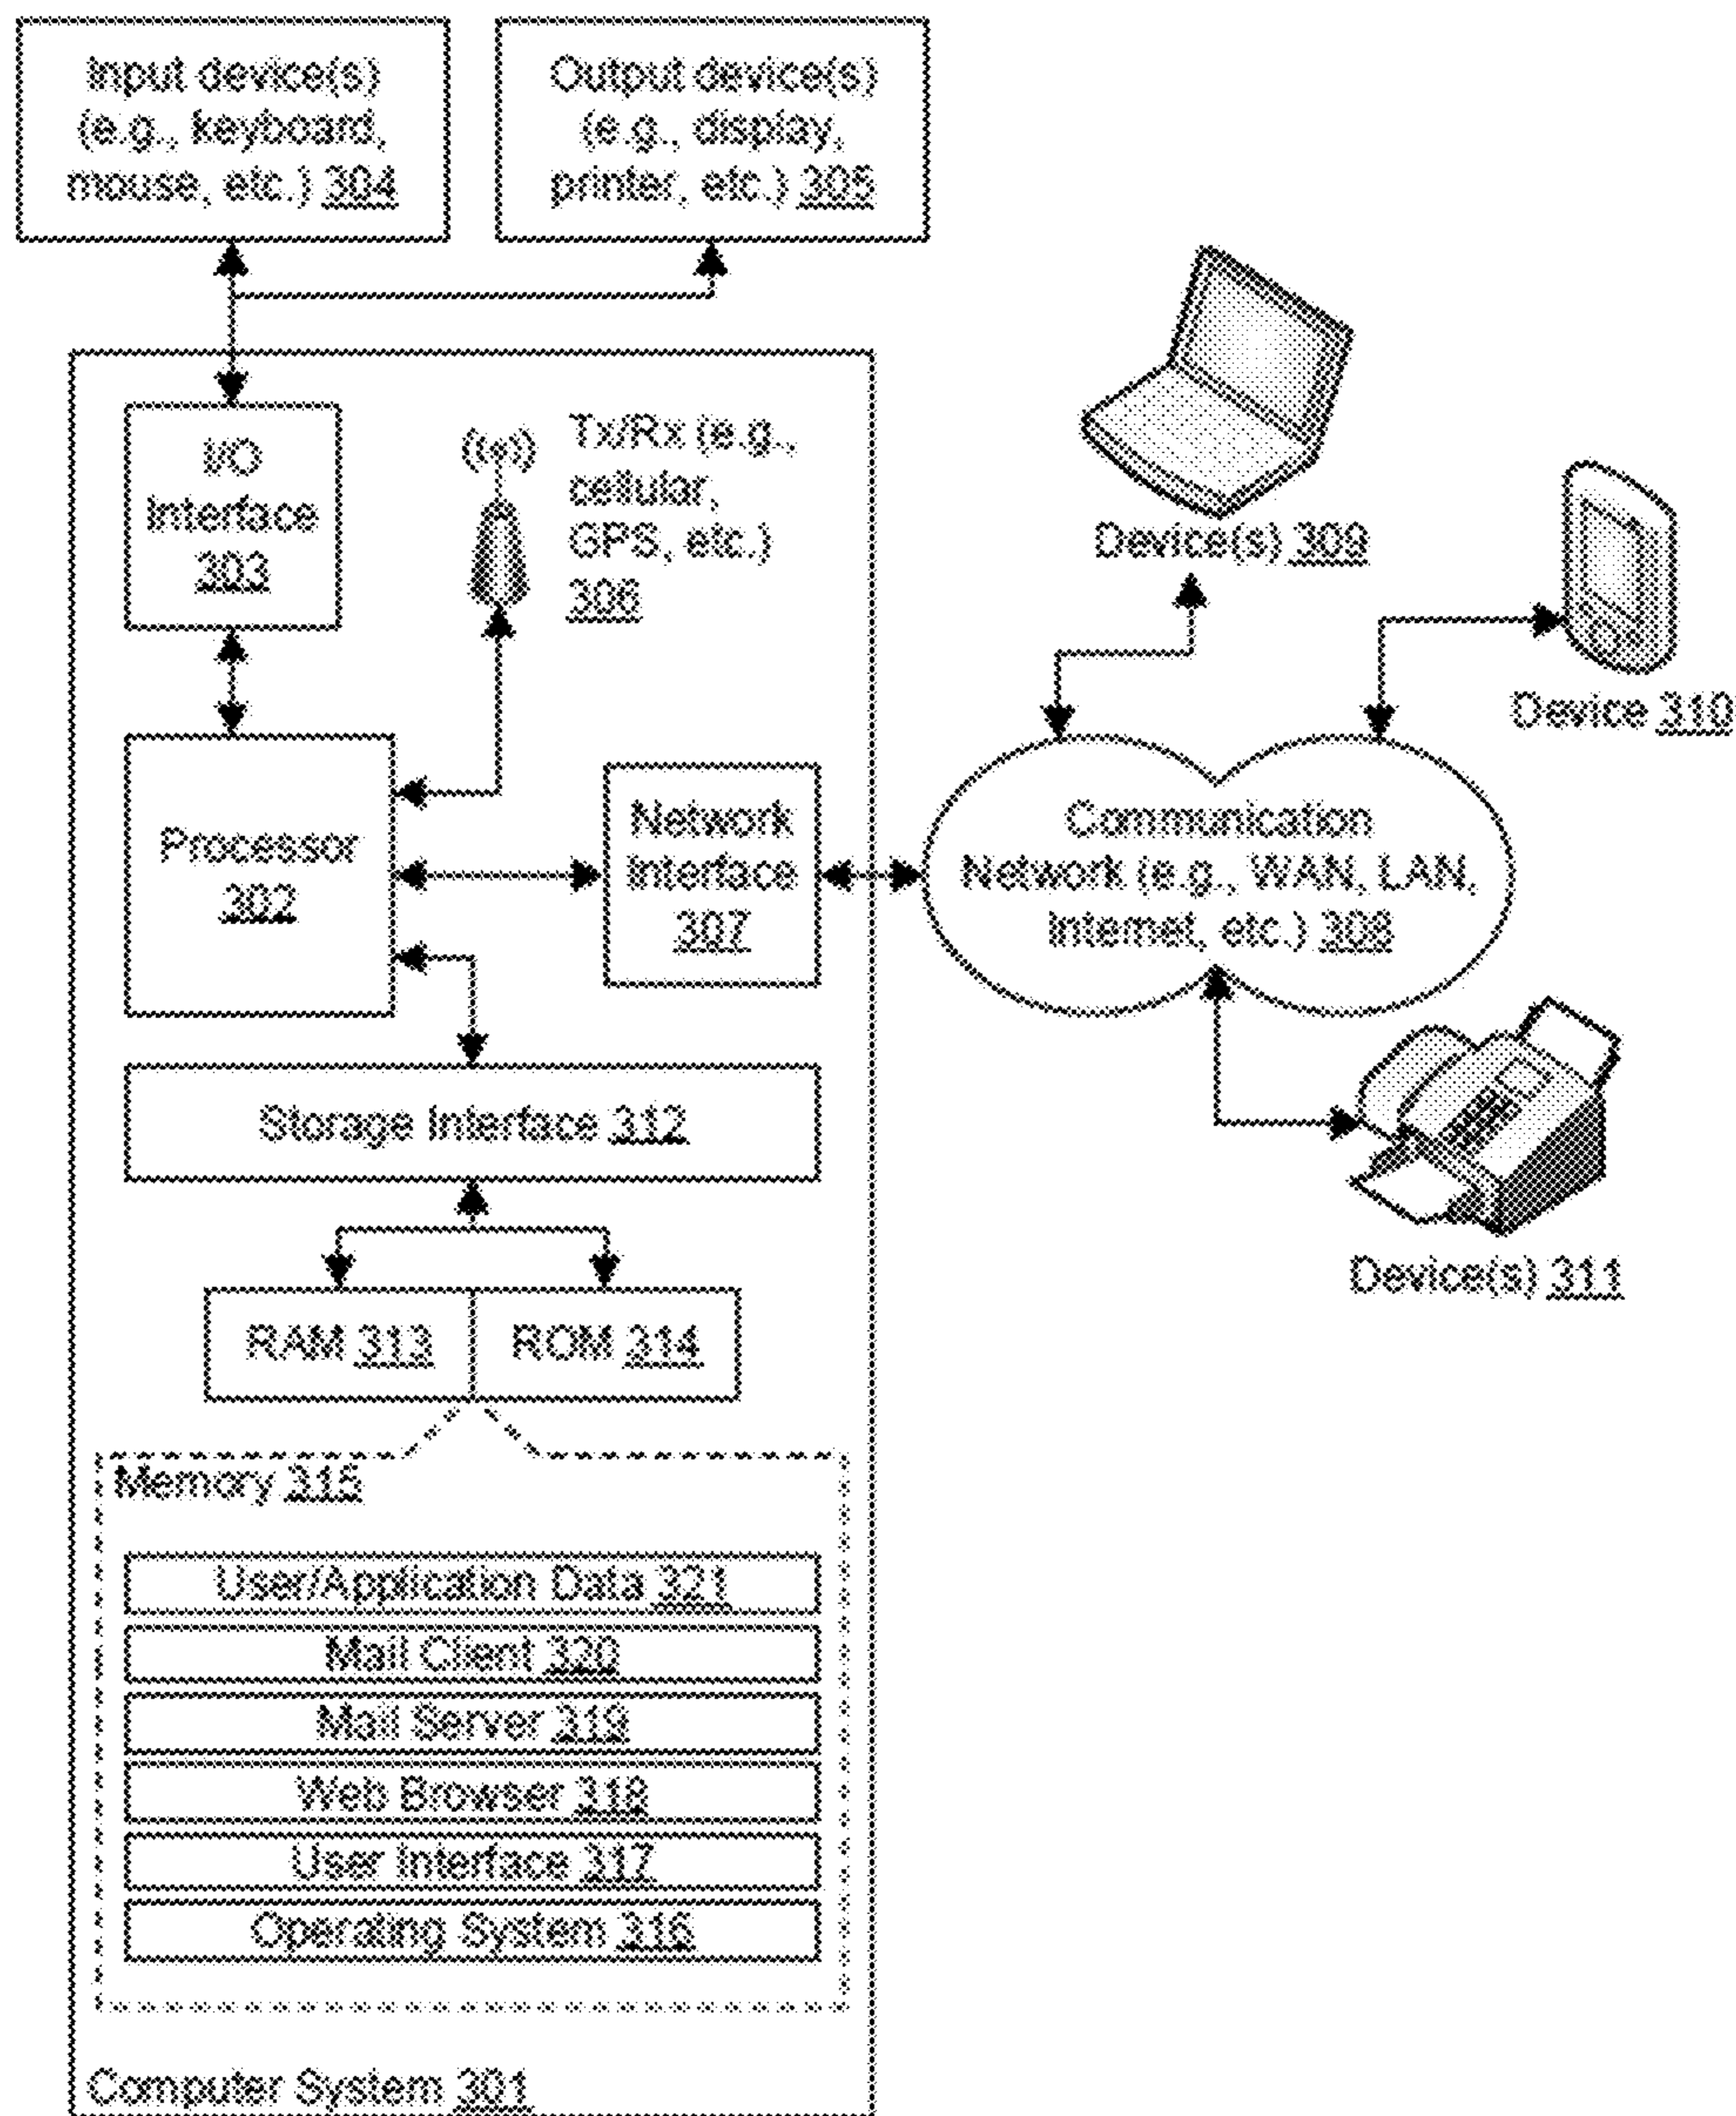 Input device(s)
(e.g., keyboard,
mouse, etc.) 304
Output device(s)
(e.g., display,
printer, etc.) 305
I/O
Interface
303
Tx/Rx (e.g.,
cellular,
GPS, etc.)
306
Device(s) 309
Device 310
Processor
302
Network
Interface
307
Communication
Network (e.g., WAN, LAN,
Internet, etc.) 308
Storage Interface 312
Device(s) 311
RAM 313
ROM 314
Memory 315
User/Application Data 321
Mail Client 320
Mail Server 319
Web Browser 318
User Interface 317
Operating System 316
Computer System 301